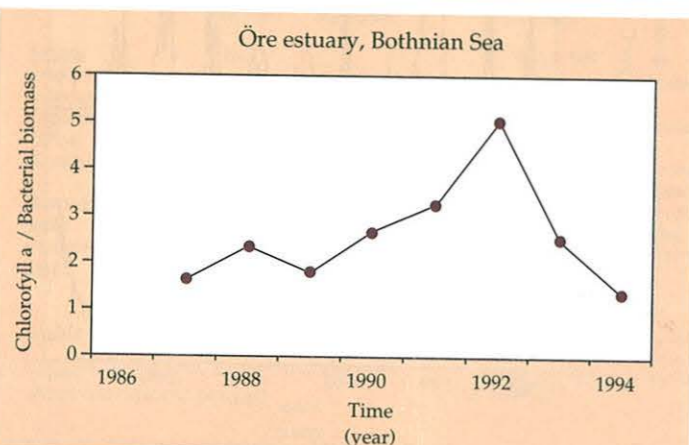 Öre estuary, Bothnian Sea
Chlorofyll a / Bacterial biomass
6
5
4
3
2
1
0
1986 1988 1990 1992 1994
Time
(year)